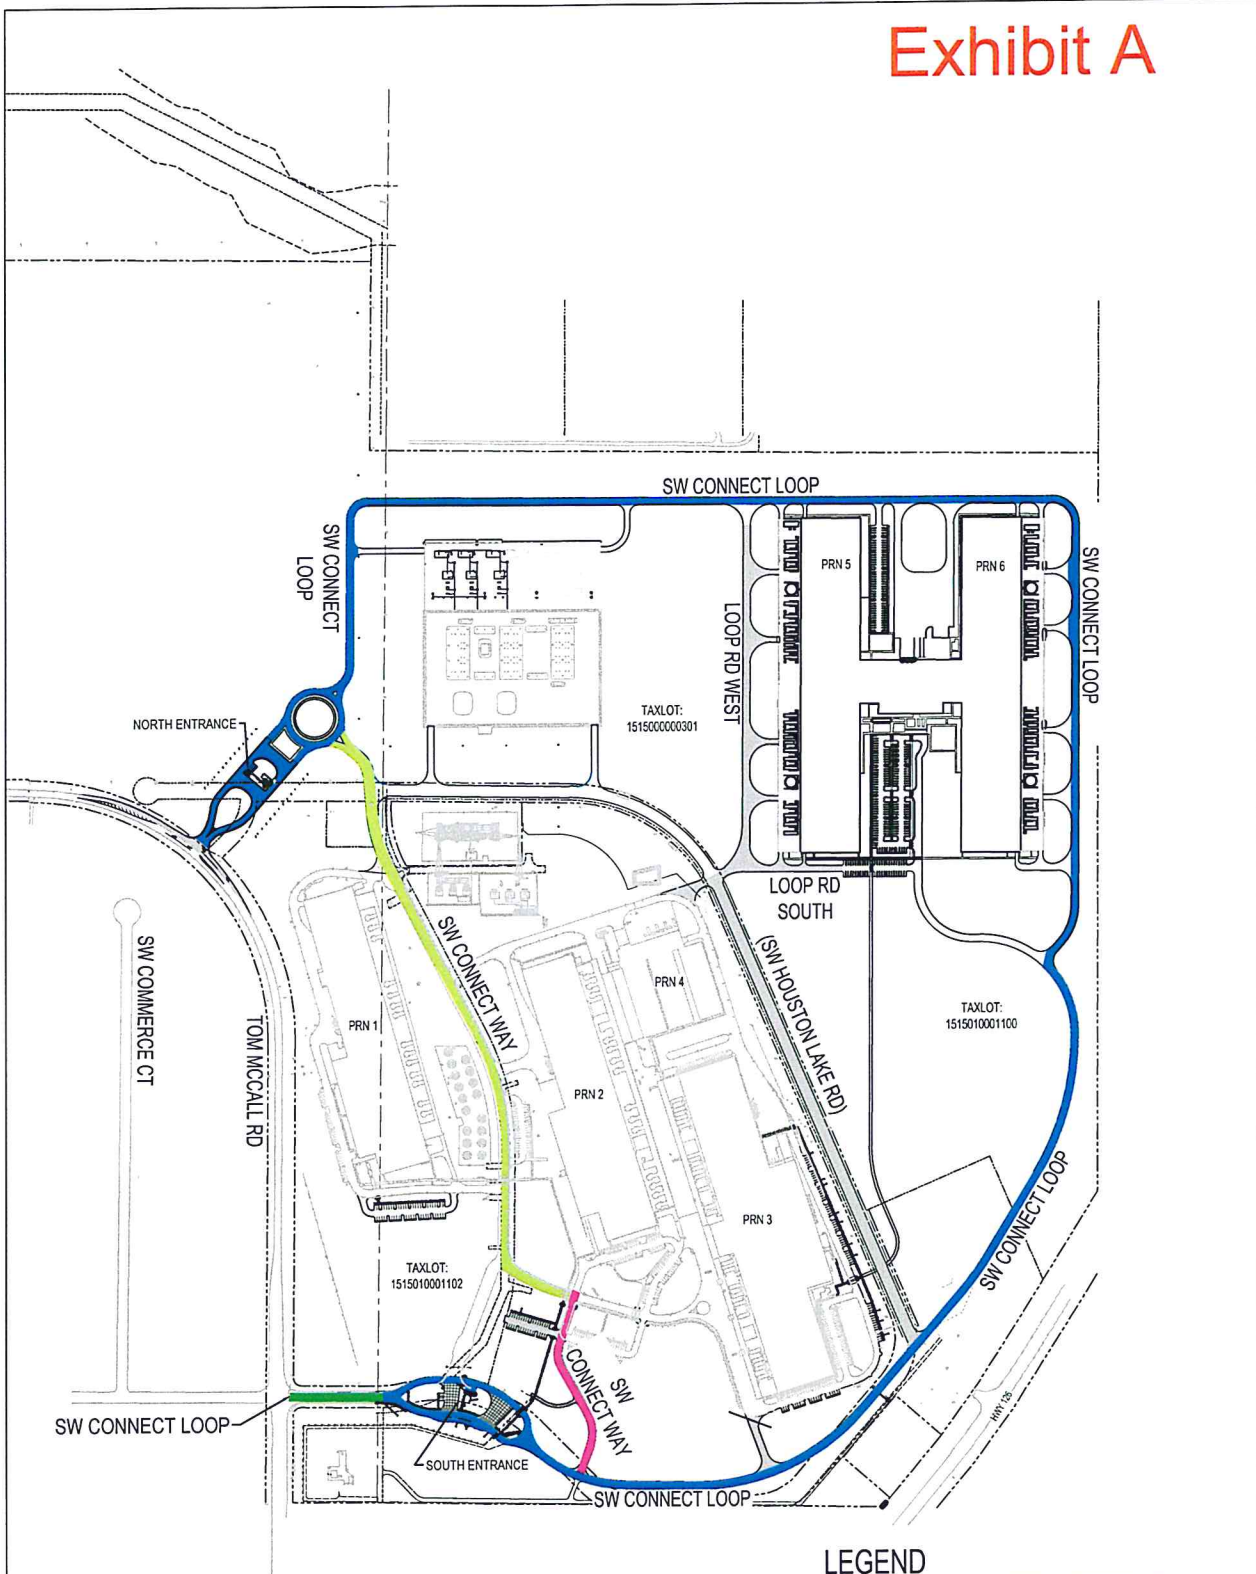 Exhibit A
SW CONNECT LOOP
SW CONNECT
LOOP
PRN 5
PRN 6
SW CONNECT LOOP
LOOP RD WEST
NORTH ENTRANCE
TAXLOT:
1515000000301
LOOP RD
SOUTH
SW CONNECT WAY
(SW HOUSTON LAKE RD)
SW COMMERCE CT
TOM MCCALL RD
PRN 1
PRN 4
TAXLOT:
1515010001100
PRN 2
PRN 3
SW CONNECT LOOP
TAXLOT:
1515010001102
SW
CONNECT WAY
HWY 126
SW CONNECT LOOP
SOUTH ENTRANCE
SW CONNECT LOOP
LEGEND